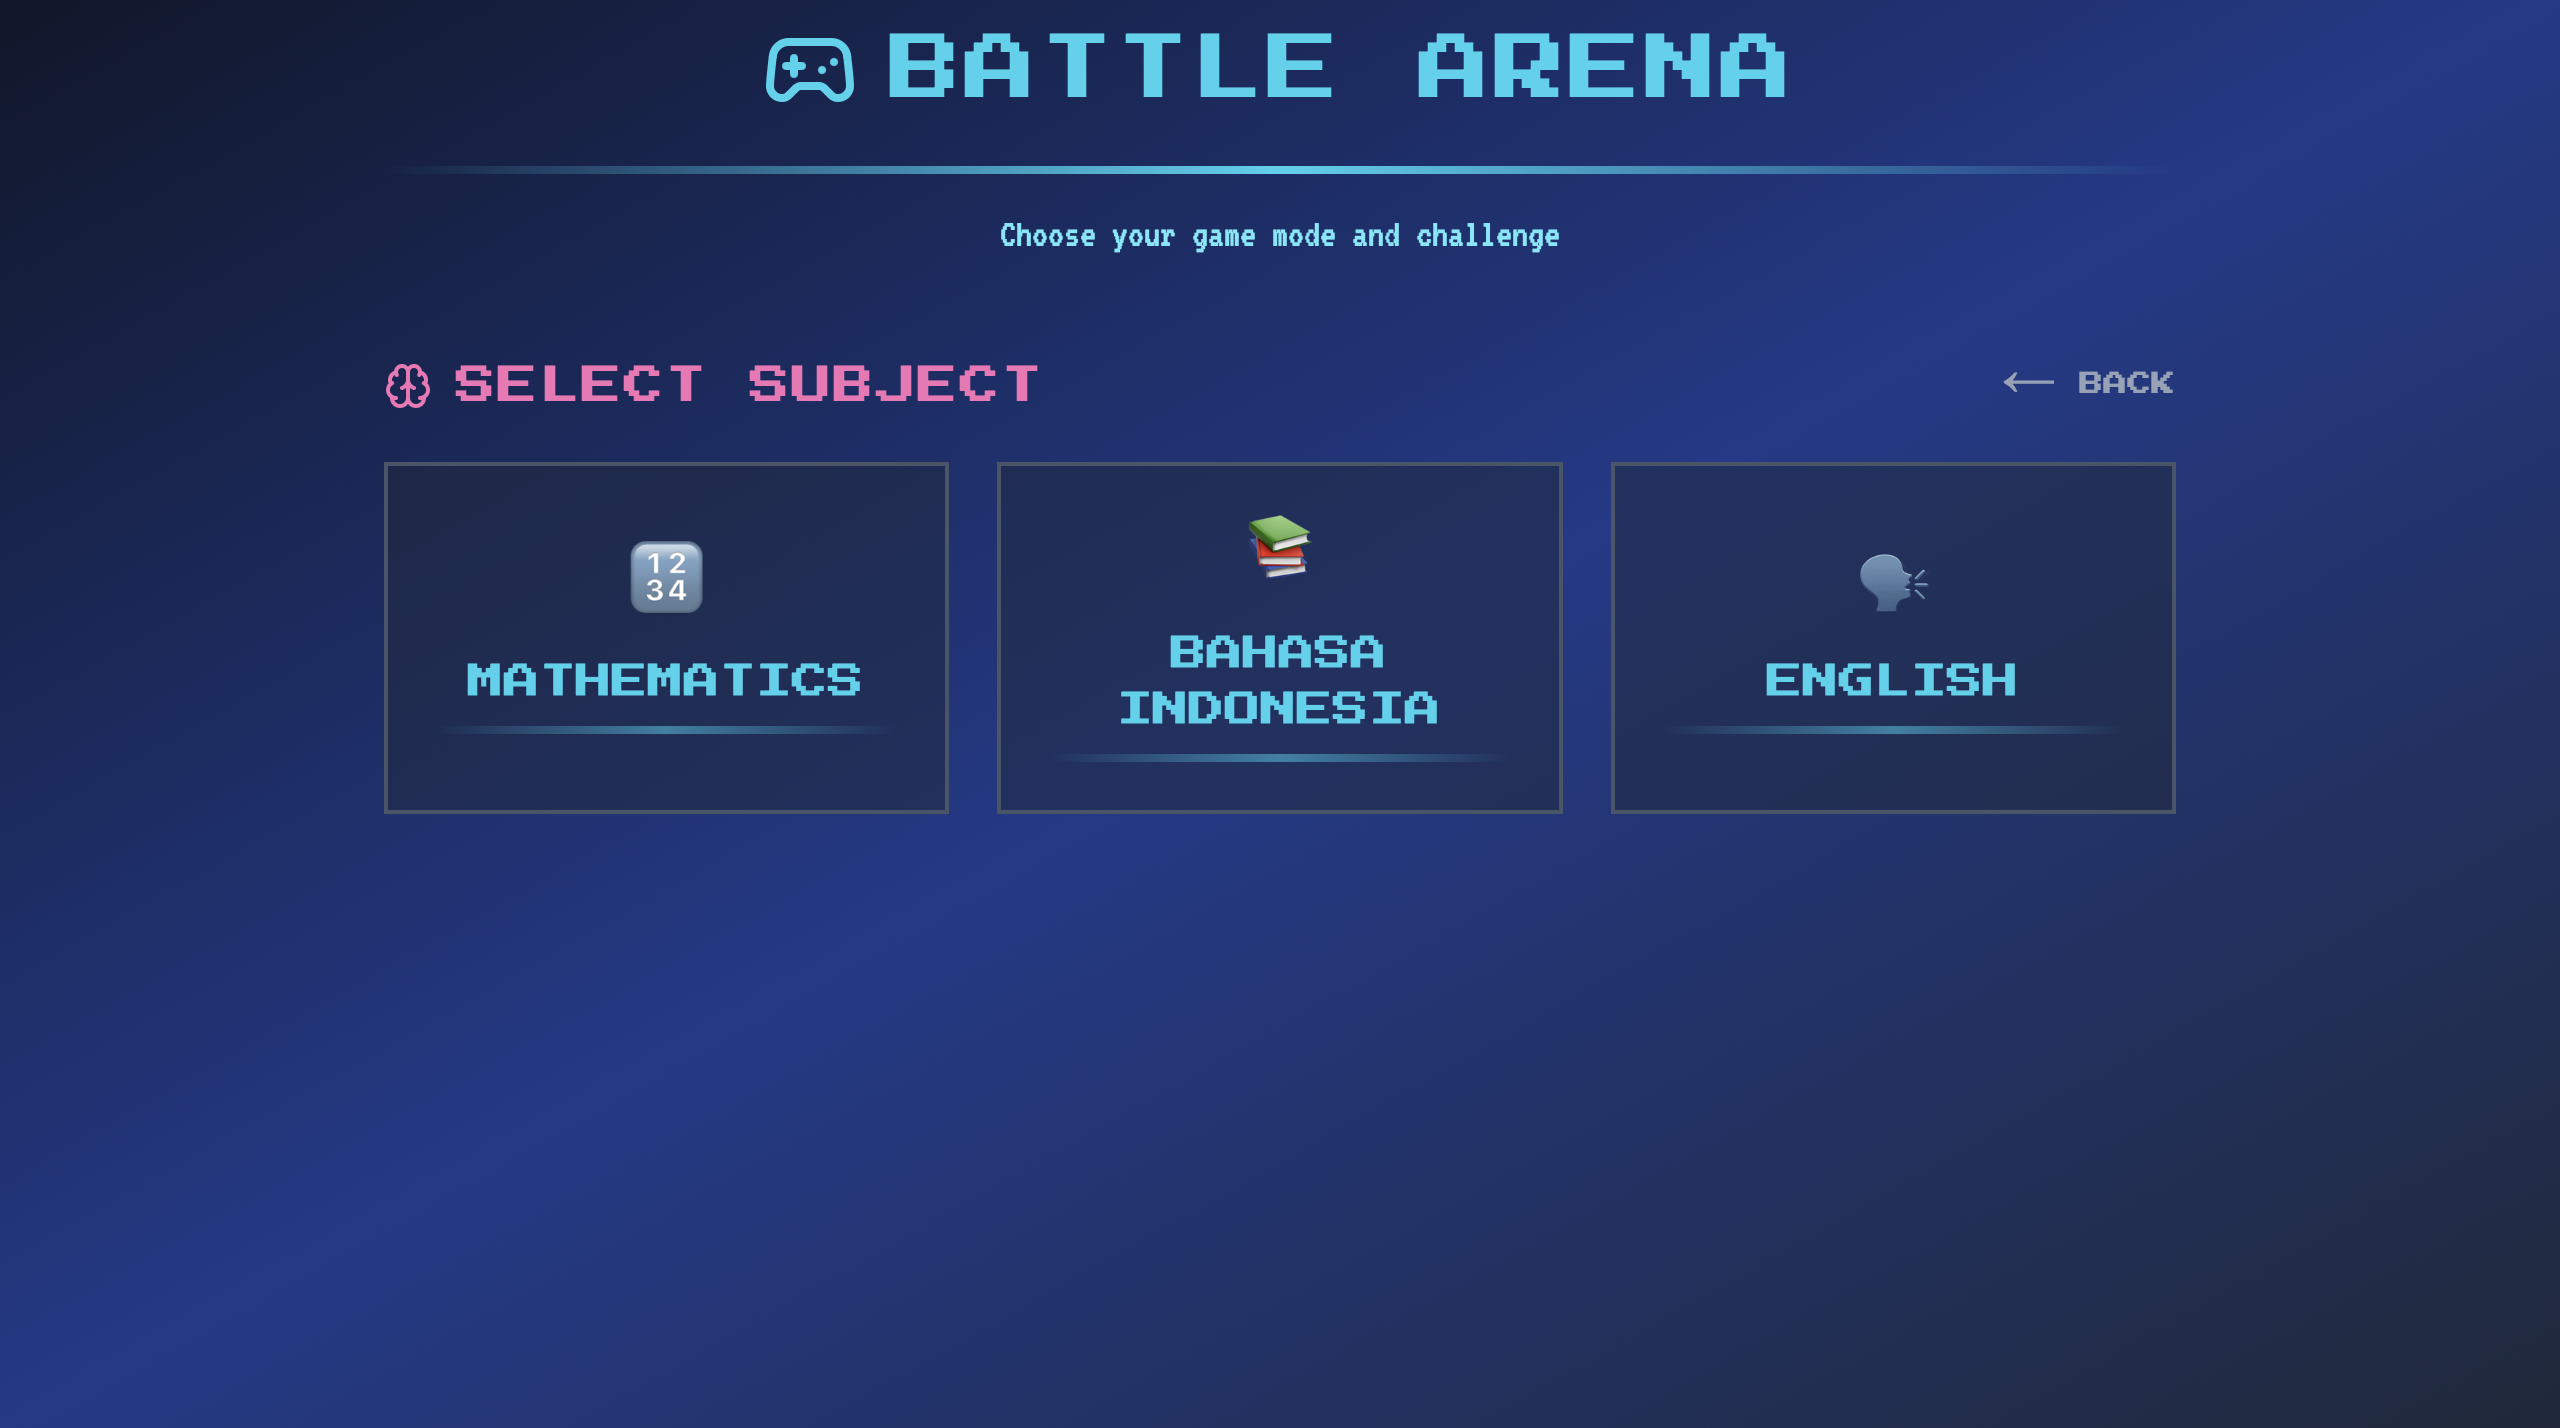 BATTLE ARENA
Choose your game mode and challenge
SELECT SUBJECT
← BACK
1234
MATHEMATICS
BAHASA
INDONESIA
ENGLISH